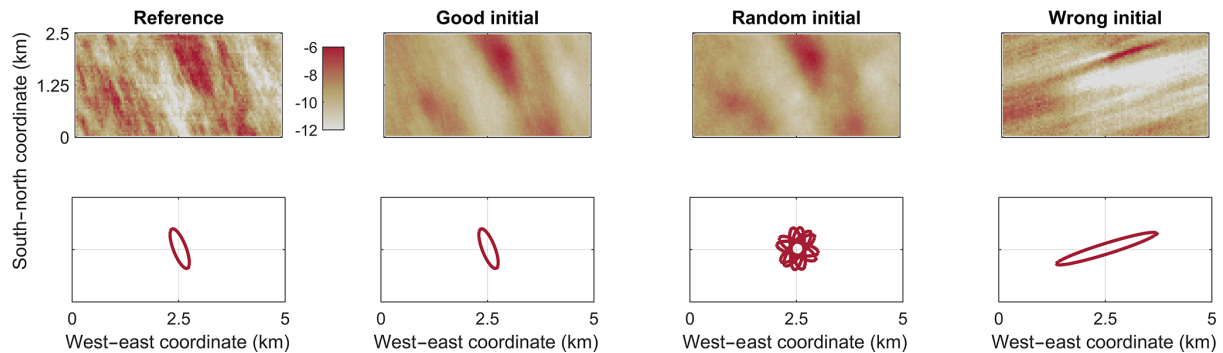 Reference
Good initial
Random initial
Wrong initial
South−north coordinate (km)
2.5
1.25
0
-6
-8
-10
-12
0
2.5
5
0
2.5
5
0
2.5
5
0
2.5
5
West−east coordinate (km)
West−east coordinate (km)
West−east coordinate (km)
West−east coordinate (km)